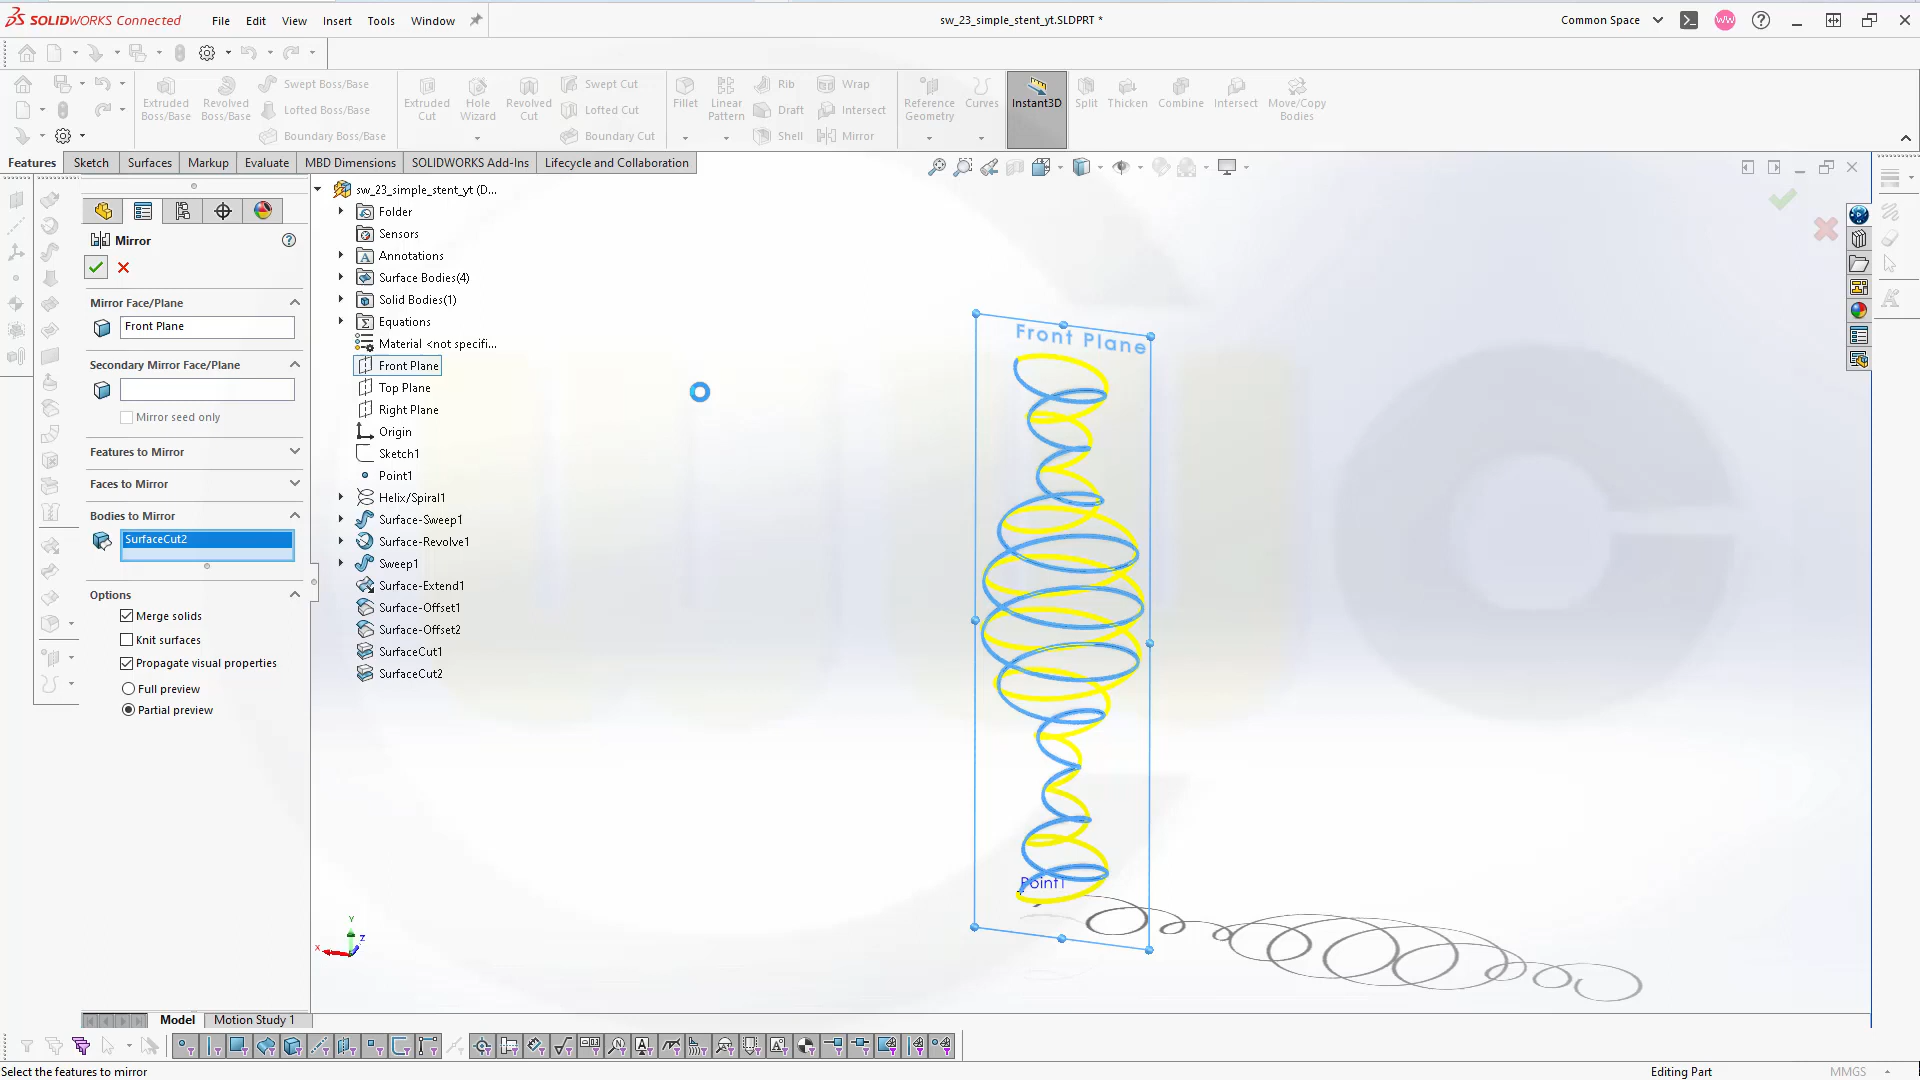 SOLIDWORKS Connected
File
Edit
View
Insert
Tools
Window
sw_23_simple_stent_yt.SLDPRT *
Common Space
WW
Extruded Boss/Base
Revolved Boss/Base
Swept Boss/Base
Lofted Boss/Base
Boundary Boss/Base
Extruded Cut
Hole Wizard
Revolved Cut
Swept Cut
Lofted Cut
Boundary Cut
Fillet
Linear Pattern
Rib
Draft
Shell
Wrap
Intersect
Mirror
Reference Geometry
Curves
Instant3D
Split
Thicken
Combine
Intersect
Move/Copy Bodies
Features
Sketch
Surfaces
Markup
Evaluate
MBD Dimensions
SOLIDWORKS Add-Ins
Lifecycle and Collaboration
Mirror
Mirror Face/Plane
Front Plane
Secondary Mirror Face/Plane
Mirror seed only
Features to Mirror
Faces to Mirror
Bodies to Mirror
SurfaceCut2
Options
Merge solids
Knit surfaces
Propagate visual properties
Full preview
Partial preview
sw_23_simple_stent_yt (D...
Folder
Sensors
Annotations
Surface Bodies(4)
Solid Bodies(1)
Equations
Material <not specifi...
Front Plane
Top Plane
Right Plane
Origin
Sketch1
Point1
Helix/Spiral1
Surface-Sweep1
Surface-Revolve1
Sweep1
Surface-Extend1
Surface-Offset1
Surface-Offset2
SurfaceCut1
SurfaceCut2
Front Plane
Point1
Y
X
Z
Model
Motion Study 1
Select the features to mirror
Editing Part
MMGS